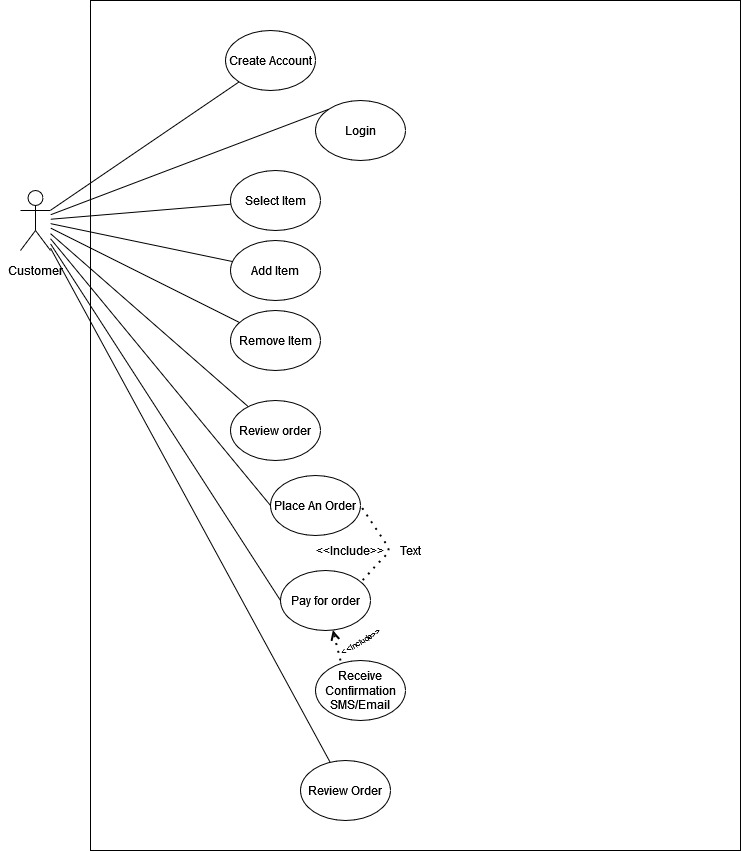 Create Account
Login
Select Item
Customer
Add Item
Remove Item
Review order
Place An Order
<<Include>>
Text
Pay for order
<<Include>>
Receive
Confirmation
SMS/Email
Review Order